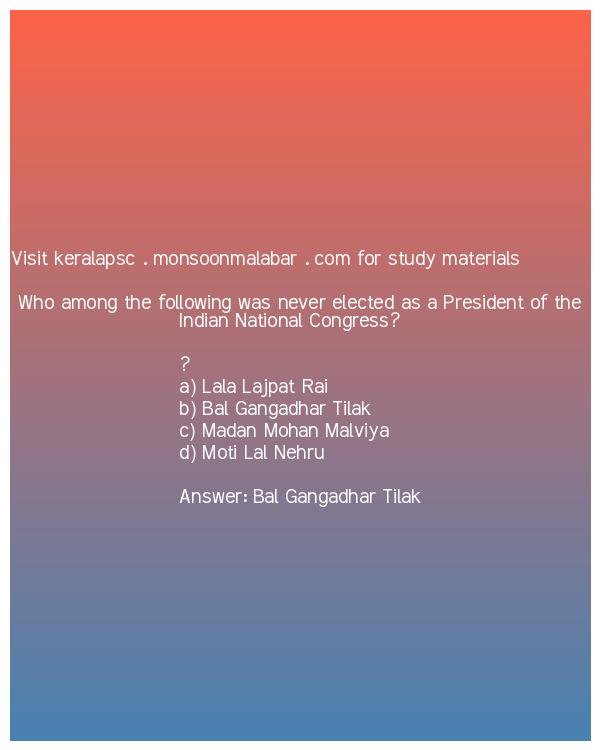 Visit keralapsc . monsoonmalabar . com for study materials
Who among the following was never elected as a President of the
Indian National Congress?
?
a) Lala Lajpat Rai
b) Bal Gangadhar Tilak
c) Madan Mohan Malviya
d) Moti Lal Nehru
Answer: Bal Gangadhar Tilak